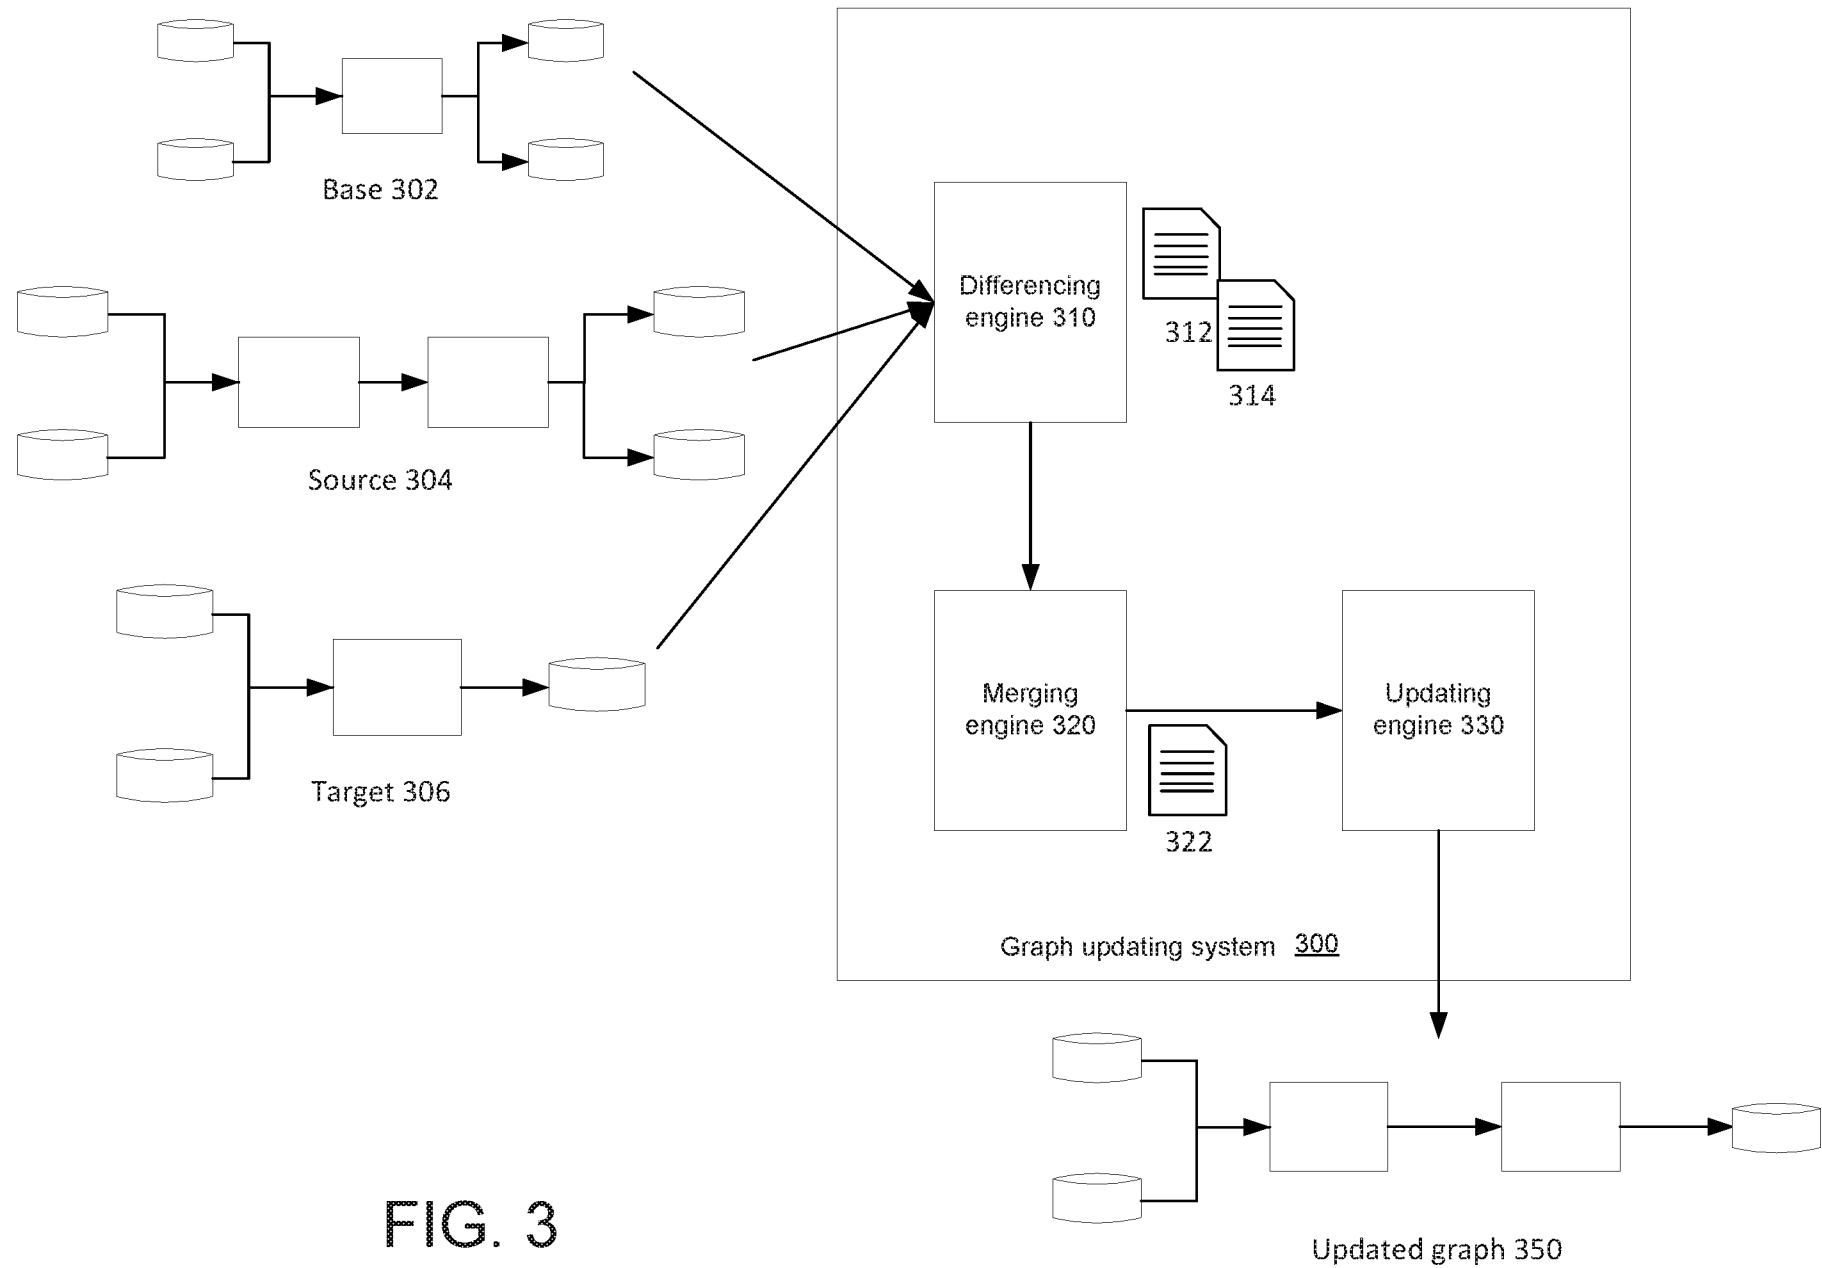 Base 302
Source 304
Target 306
Differencing
engine 310
312
314
Merging
engine 320
322
Updating
engine 330
Graph updating system 300
Updated graph 350
FIG. 3